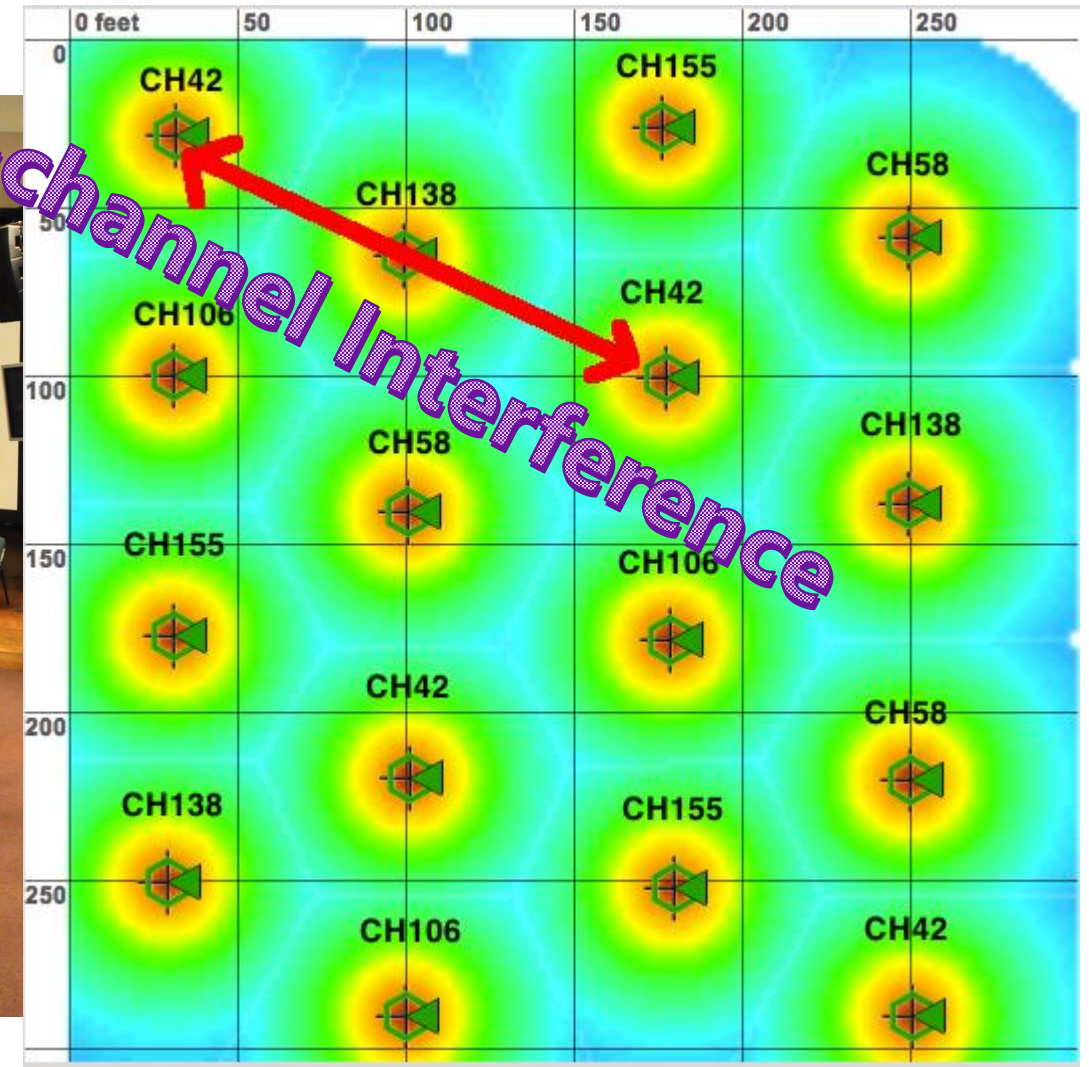 0 feet 50 100 150 200 250
0
CH42 CH155
CH138 CH58
50
CH106 CH42
100
CH58 CH138
150
CH155 CH106
CH42 CH58
200
CH138 CH155
250
CH106 CH42
channel Interference